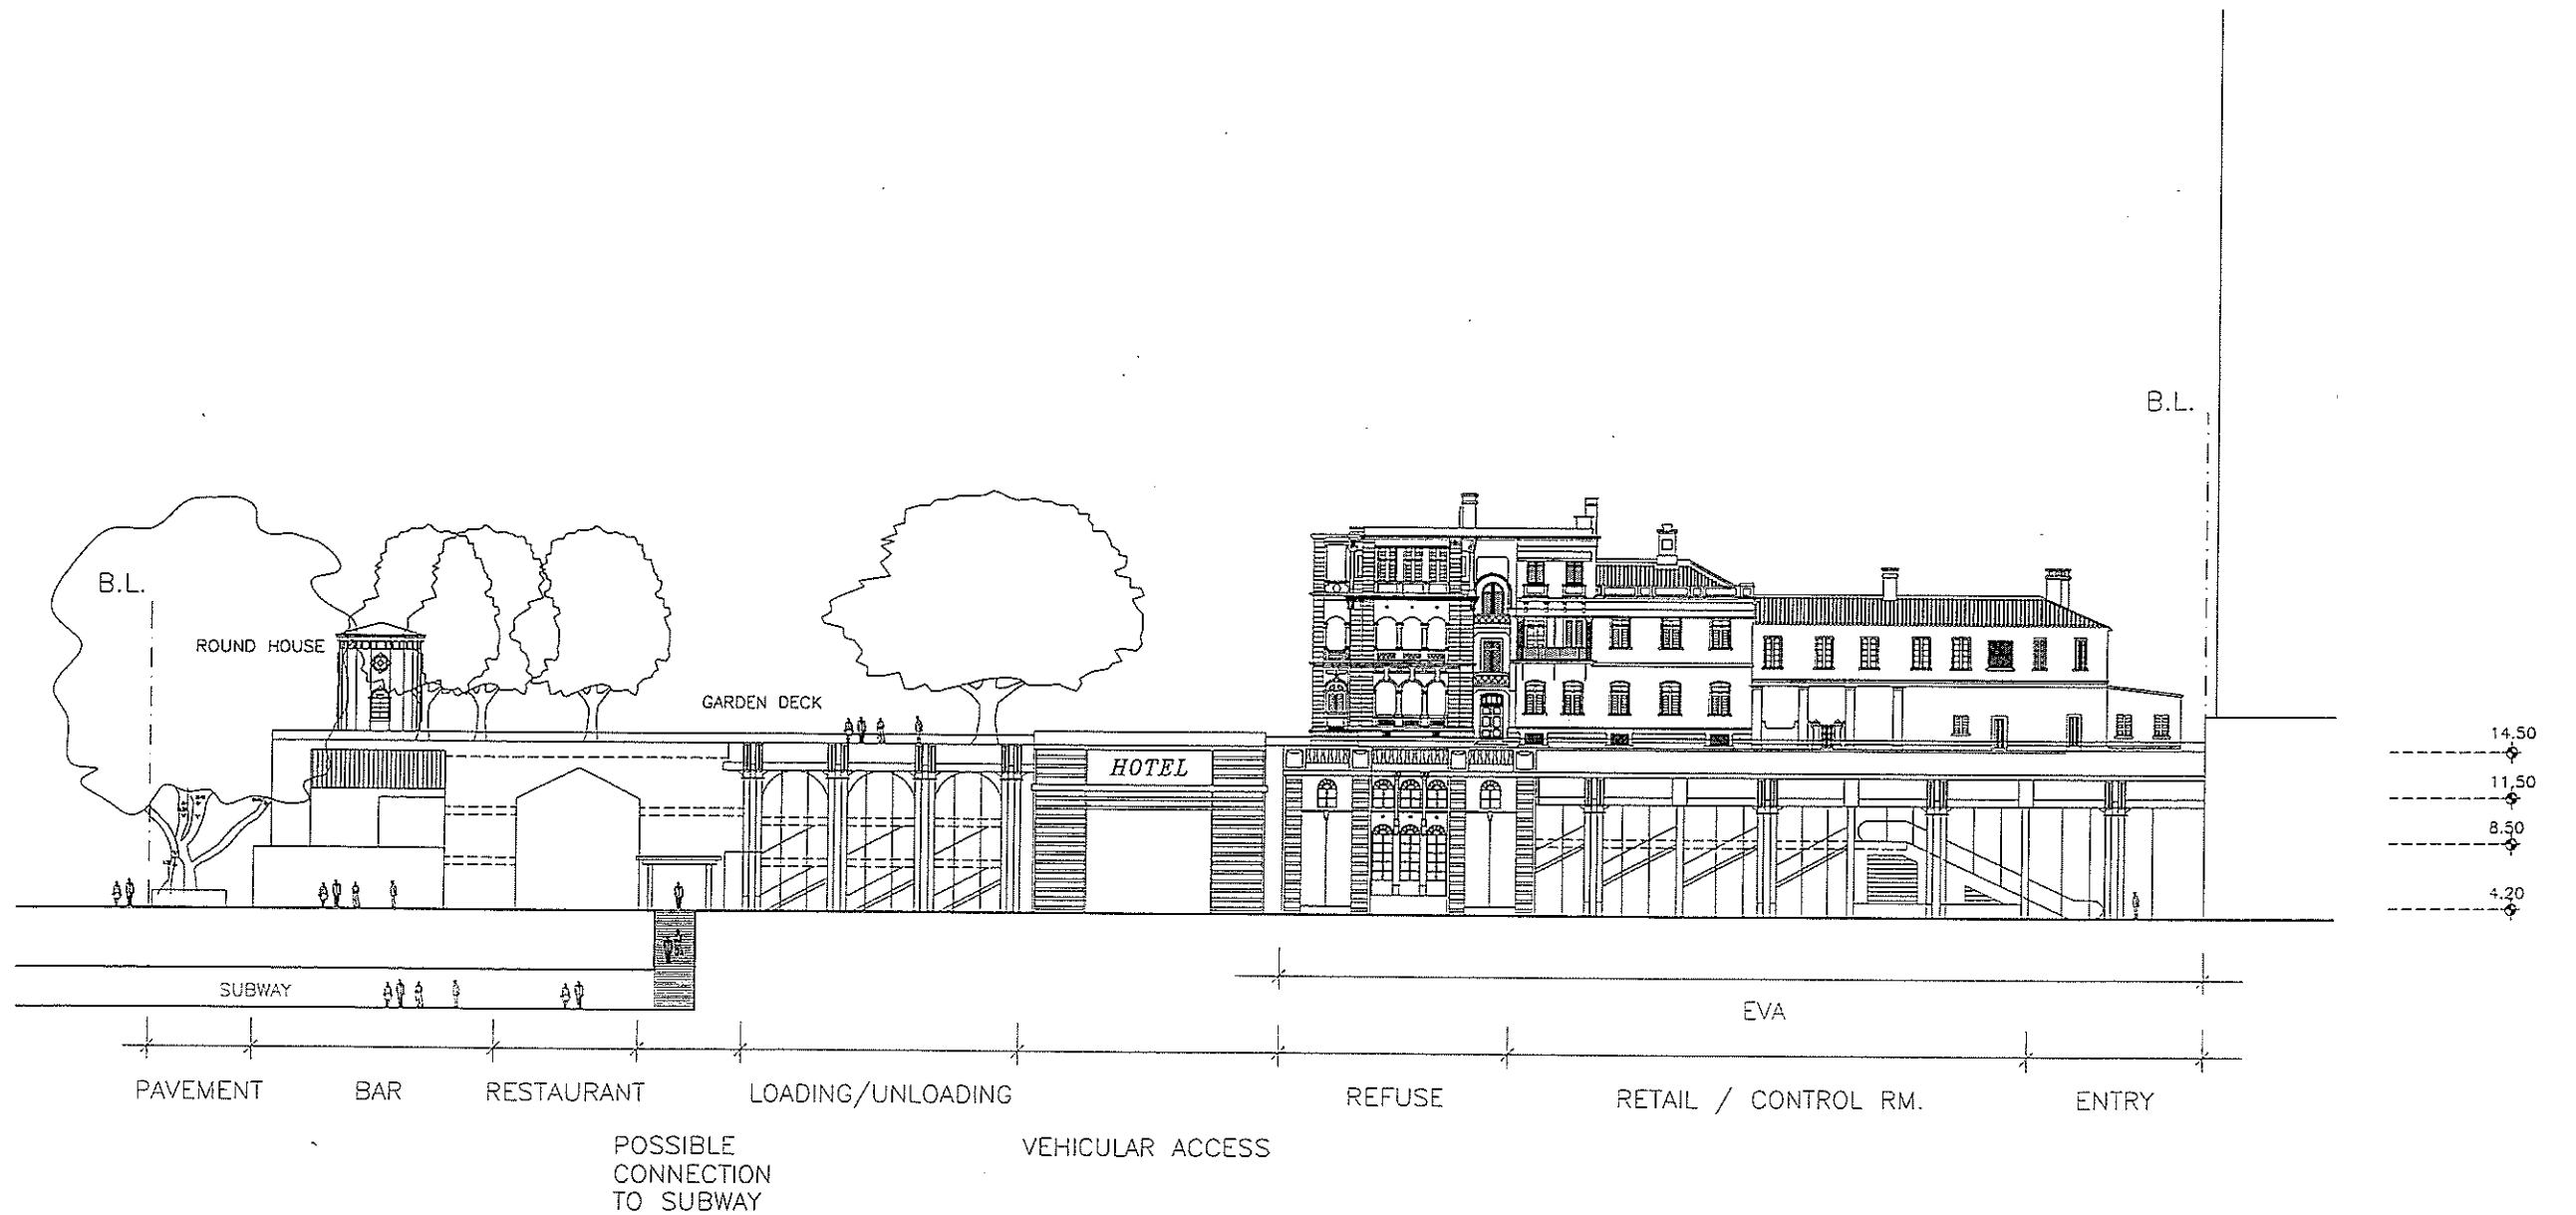 B.L.
B.L.
ROUND HOUSE
GARDEN DECK
14.50
HOTEL
11,50
8.50
4.20
SUBWAY
EVA
PAVEMENT
BAR
RESTAURANT
LOADING/UNLOADING
REFUSE
RETAIL / CONTROL RM.
ENTRY
POSSIBLE
CONNECTION
TO SUBWAY
VEHICULAR ACCESS